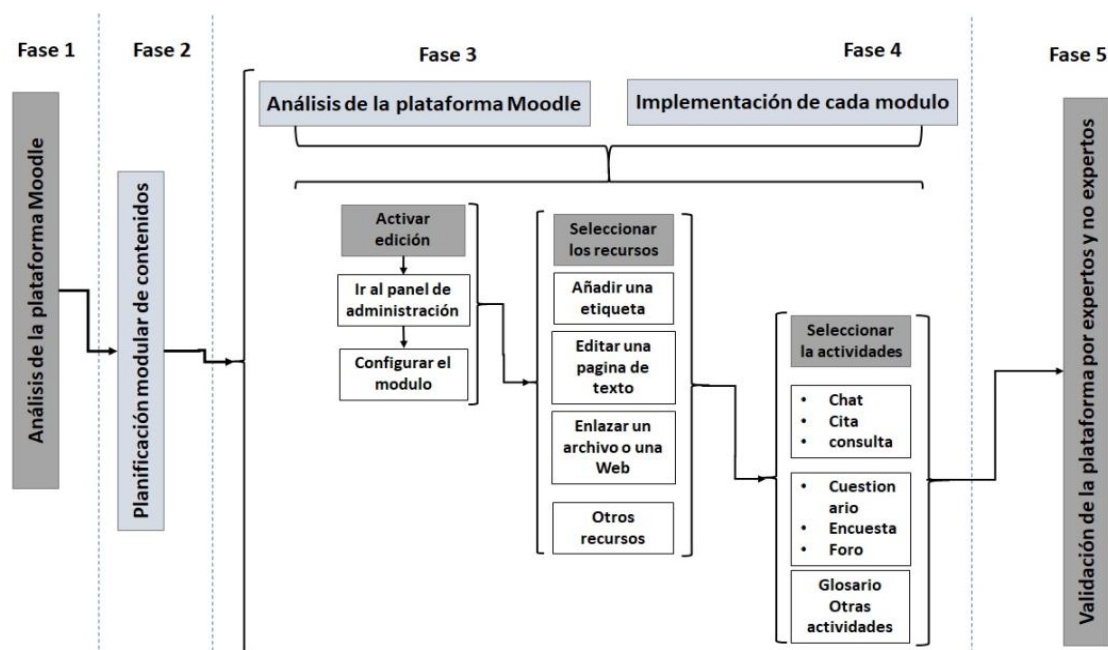 Fase 1
Análisis de la plataforma Moodle
Fase 2
Planificación modular de contenidos
Fase 3
Análisis de la plataforma Moodle
Fase 4
Implementación de cada modulo
Activar
edición
Ir al panel de
administración
Configurar el
modulo
Seleccionar
los recursos
Añadir una
etiqueta
Editar una
pagina de
texto
Enlazar un
archivo o una
Web
Otros
recursos
Seleccionar
la actividades
• Chat
• Cita
• consulta
• Cuestion
ario
• Encuesta
• Foro
Glosario
Otras
actividades
Fase 5
Validación de la plataforma por expertos y no expertos